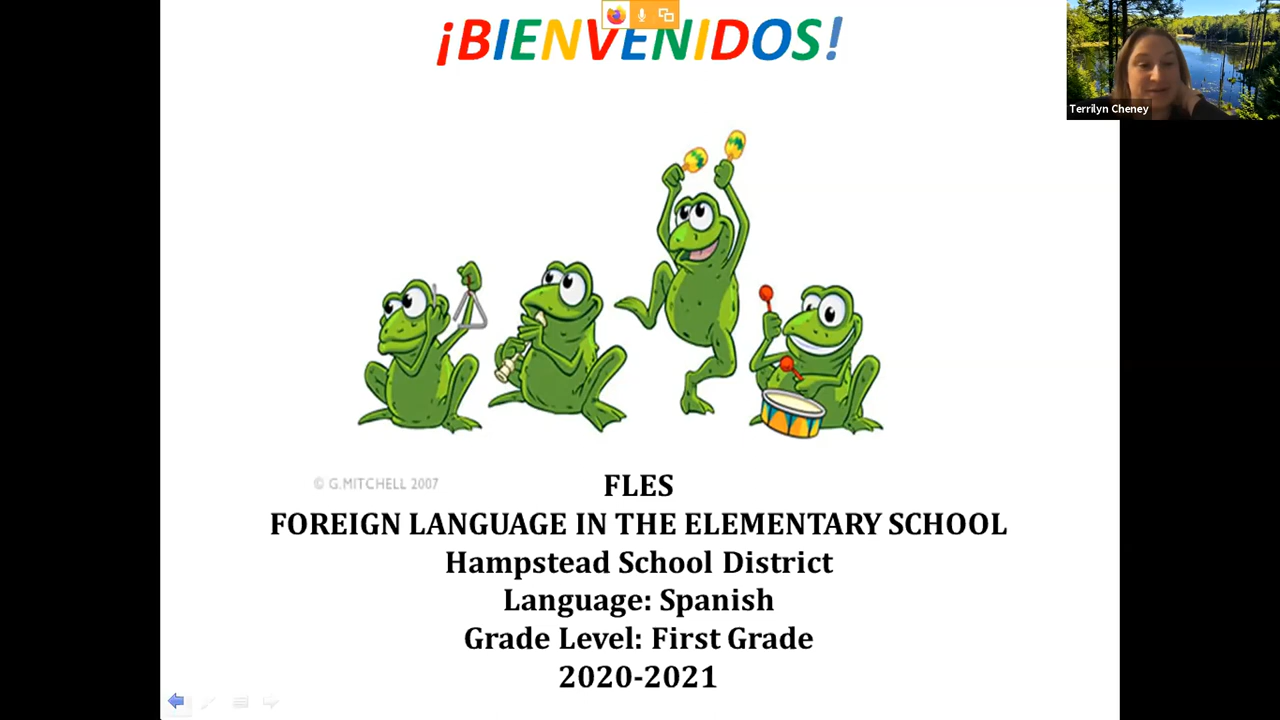 ¡BIENVENIDOS!
Terrilyn Cheney
© G.MITCHELL 2007
FLES
FOREIGN LANGUAGE IN THE ELEMENTARY SCHOOL
Hampstead School District
Language: Spanish
Grade Level: First Grade
2020-2021